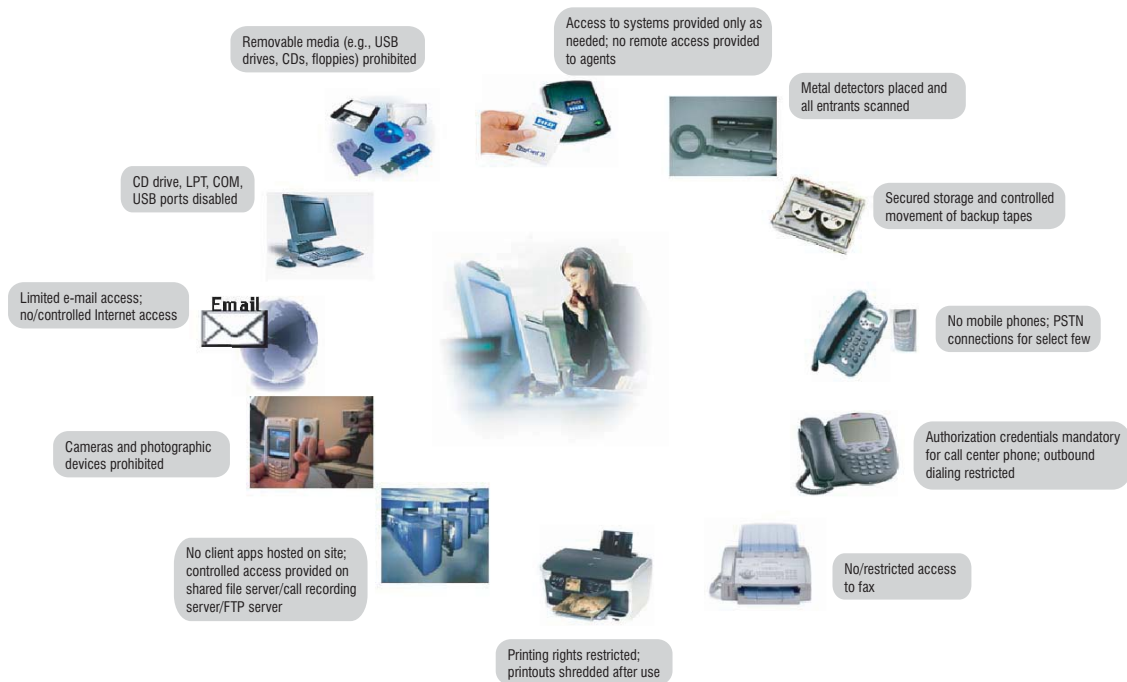 Access to systems provided only as
needed; no remote access provided
to agents
Removable media (e.g., USB
drives, CDs, floppies) prohibited
Metal detectors placed and
all entrants scanned
CD drive, LPT, COM,
USB ports disabled
Secured storage and controlled
movement of backup tapes
Limited e-mail access;
no/controlled Internet access
Email
No mobile phones; PSTN
connections for select few
Cameras and photographic
devices prohibited
Authorization credentials mandatory
for call center phone; outbound
dialing restricted
No client apps hosted on site;
controlled access provided on
shared file server/call recording
server/FTP server
No/restricted access
to fax
Printing rights restricted;
printouts shredded after use